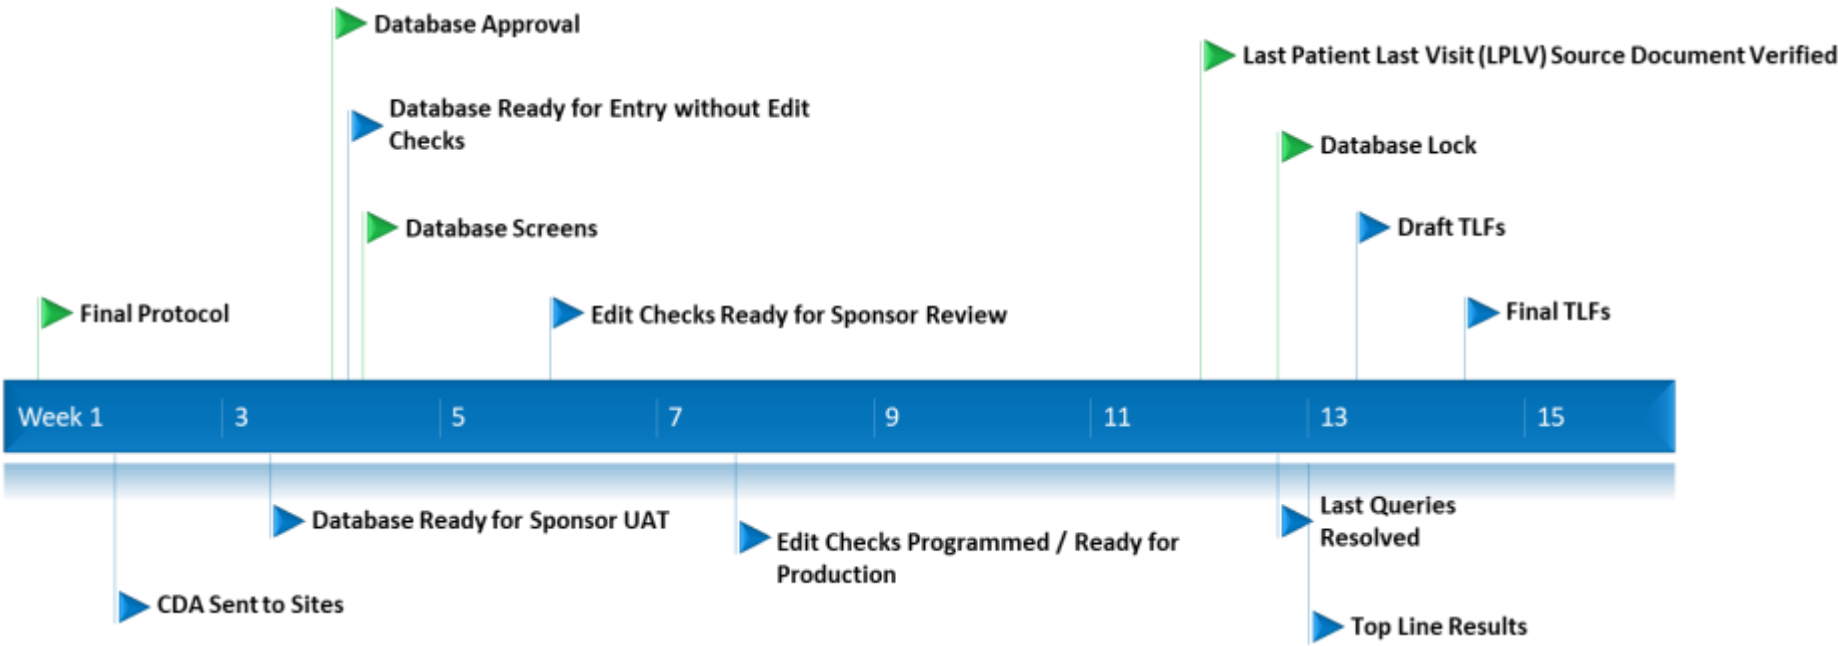 Database Approval
Last Patient Last Visit (LPLV) Source Document Verified
Database Ready for Entry without Edit
Checks
Database Lock
Database Screens
Draft TLFs
Final Protocol
Edit Checks Ready for Sponsor Review
Final TLFs
Week 1 3 5 7 9 11 13 15
Database Ready for Sponsor UAT
Last Queries
Resolved
Edit Checks Programmed / Ready for
Production
CDA Sent to Sites
Top Line Results